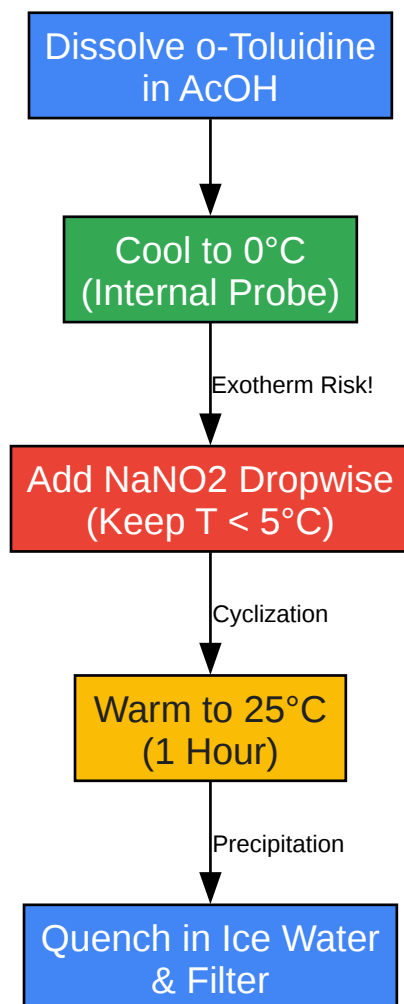 Dissolve o-Toluidine
in AcOH
Cool to 0°C
(Internal Probe)
Exotherm Risk!
Add NaNO2 Dropwise
(Keep T < 5°C)
Cyclization
Warm to 25°C
(1 Hour)
Precipitation
Quench in Ice Water
& Filter